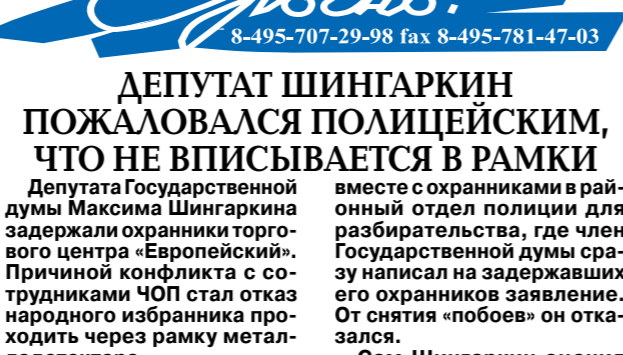 8-495-707-29-98 fax 8-495-781-47-03
ДЕПУТАТ ШИНГАРКИН
ПОЖАЛОВАЛСЯ ПОЛИЦЕЙСКИМ,
ЧТО НЕ ВПИСЫВАЕТСЯ В РАМКИ
Депутата Государственной
думы Максима Шингаркина
задержали охранники торго-
вого центра «Европейский».
Причиной конфликта с со-
трудниками ЧОП стал отказ
народного избранника про-
ходить через рамку метал-
вместе с охранниками в рай-
онный отдел полиции для
разбирательства, где член
Государственной думы сра-
зу написал на задержавших
его охранников заявление.
От снятия «побоев» он отка-
зался.